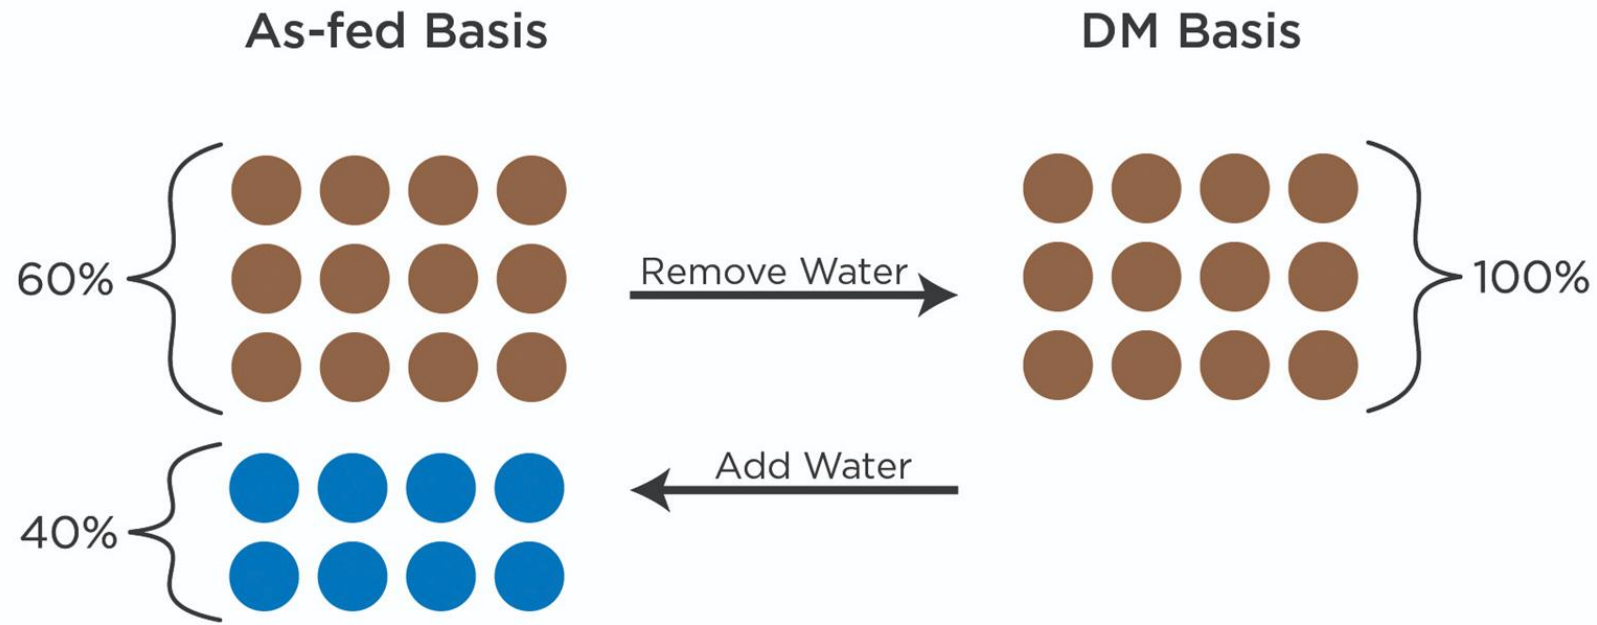 As-fed Basis
DM Basis
60%
Remove Water
100%
Add Water
40%